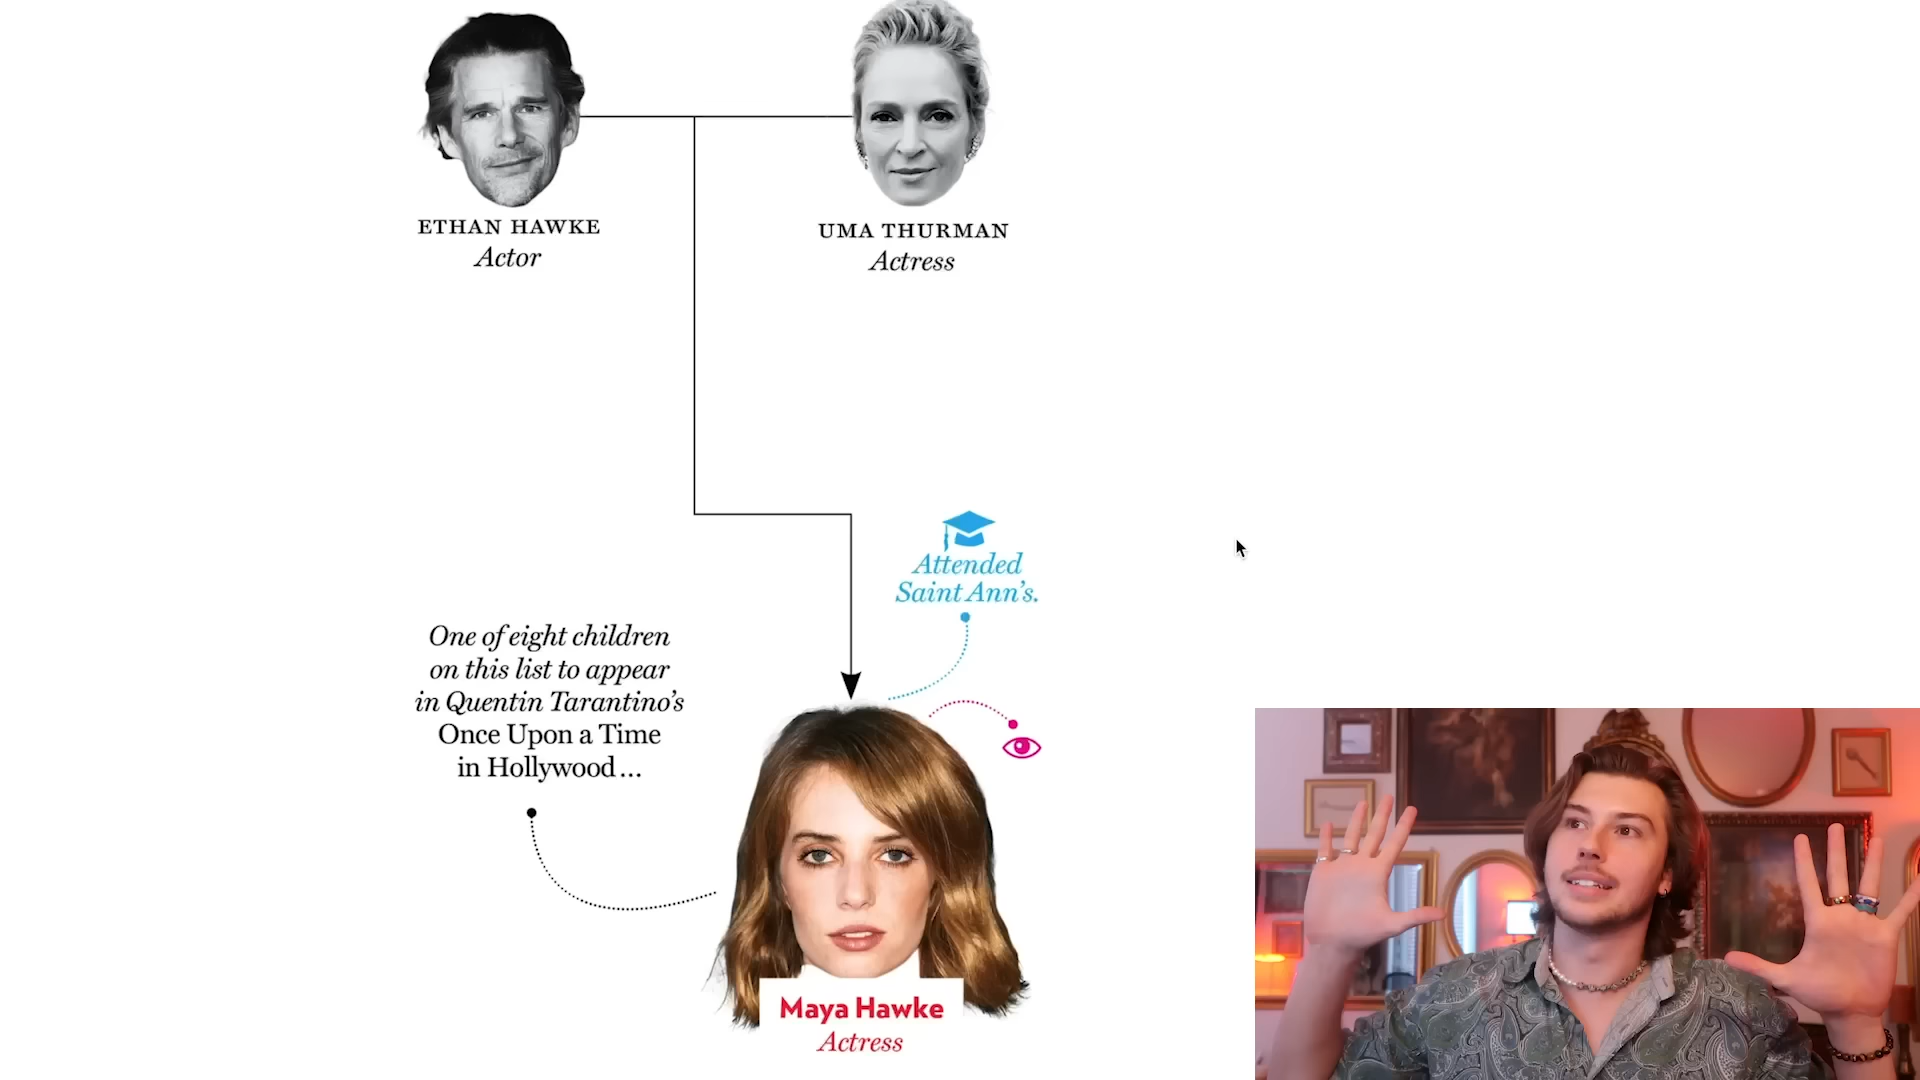 ETHAN HAWKE
Actor
UMA THURMAN
Actress
Attended
Saint Ann's.
One of eight children
on this list to appear
in Quentin Tarantino's
Once Upon a Time
in Hollywood...
Maya Hawke
Actress